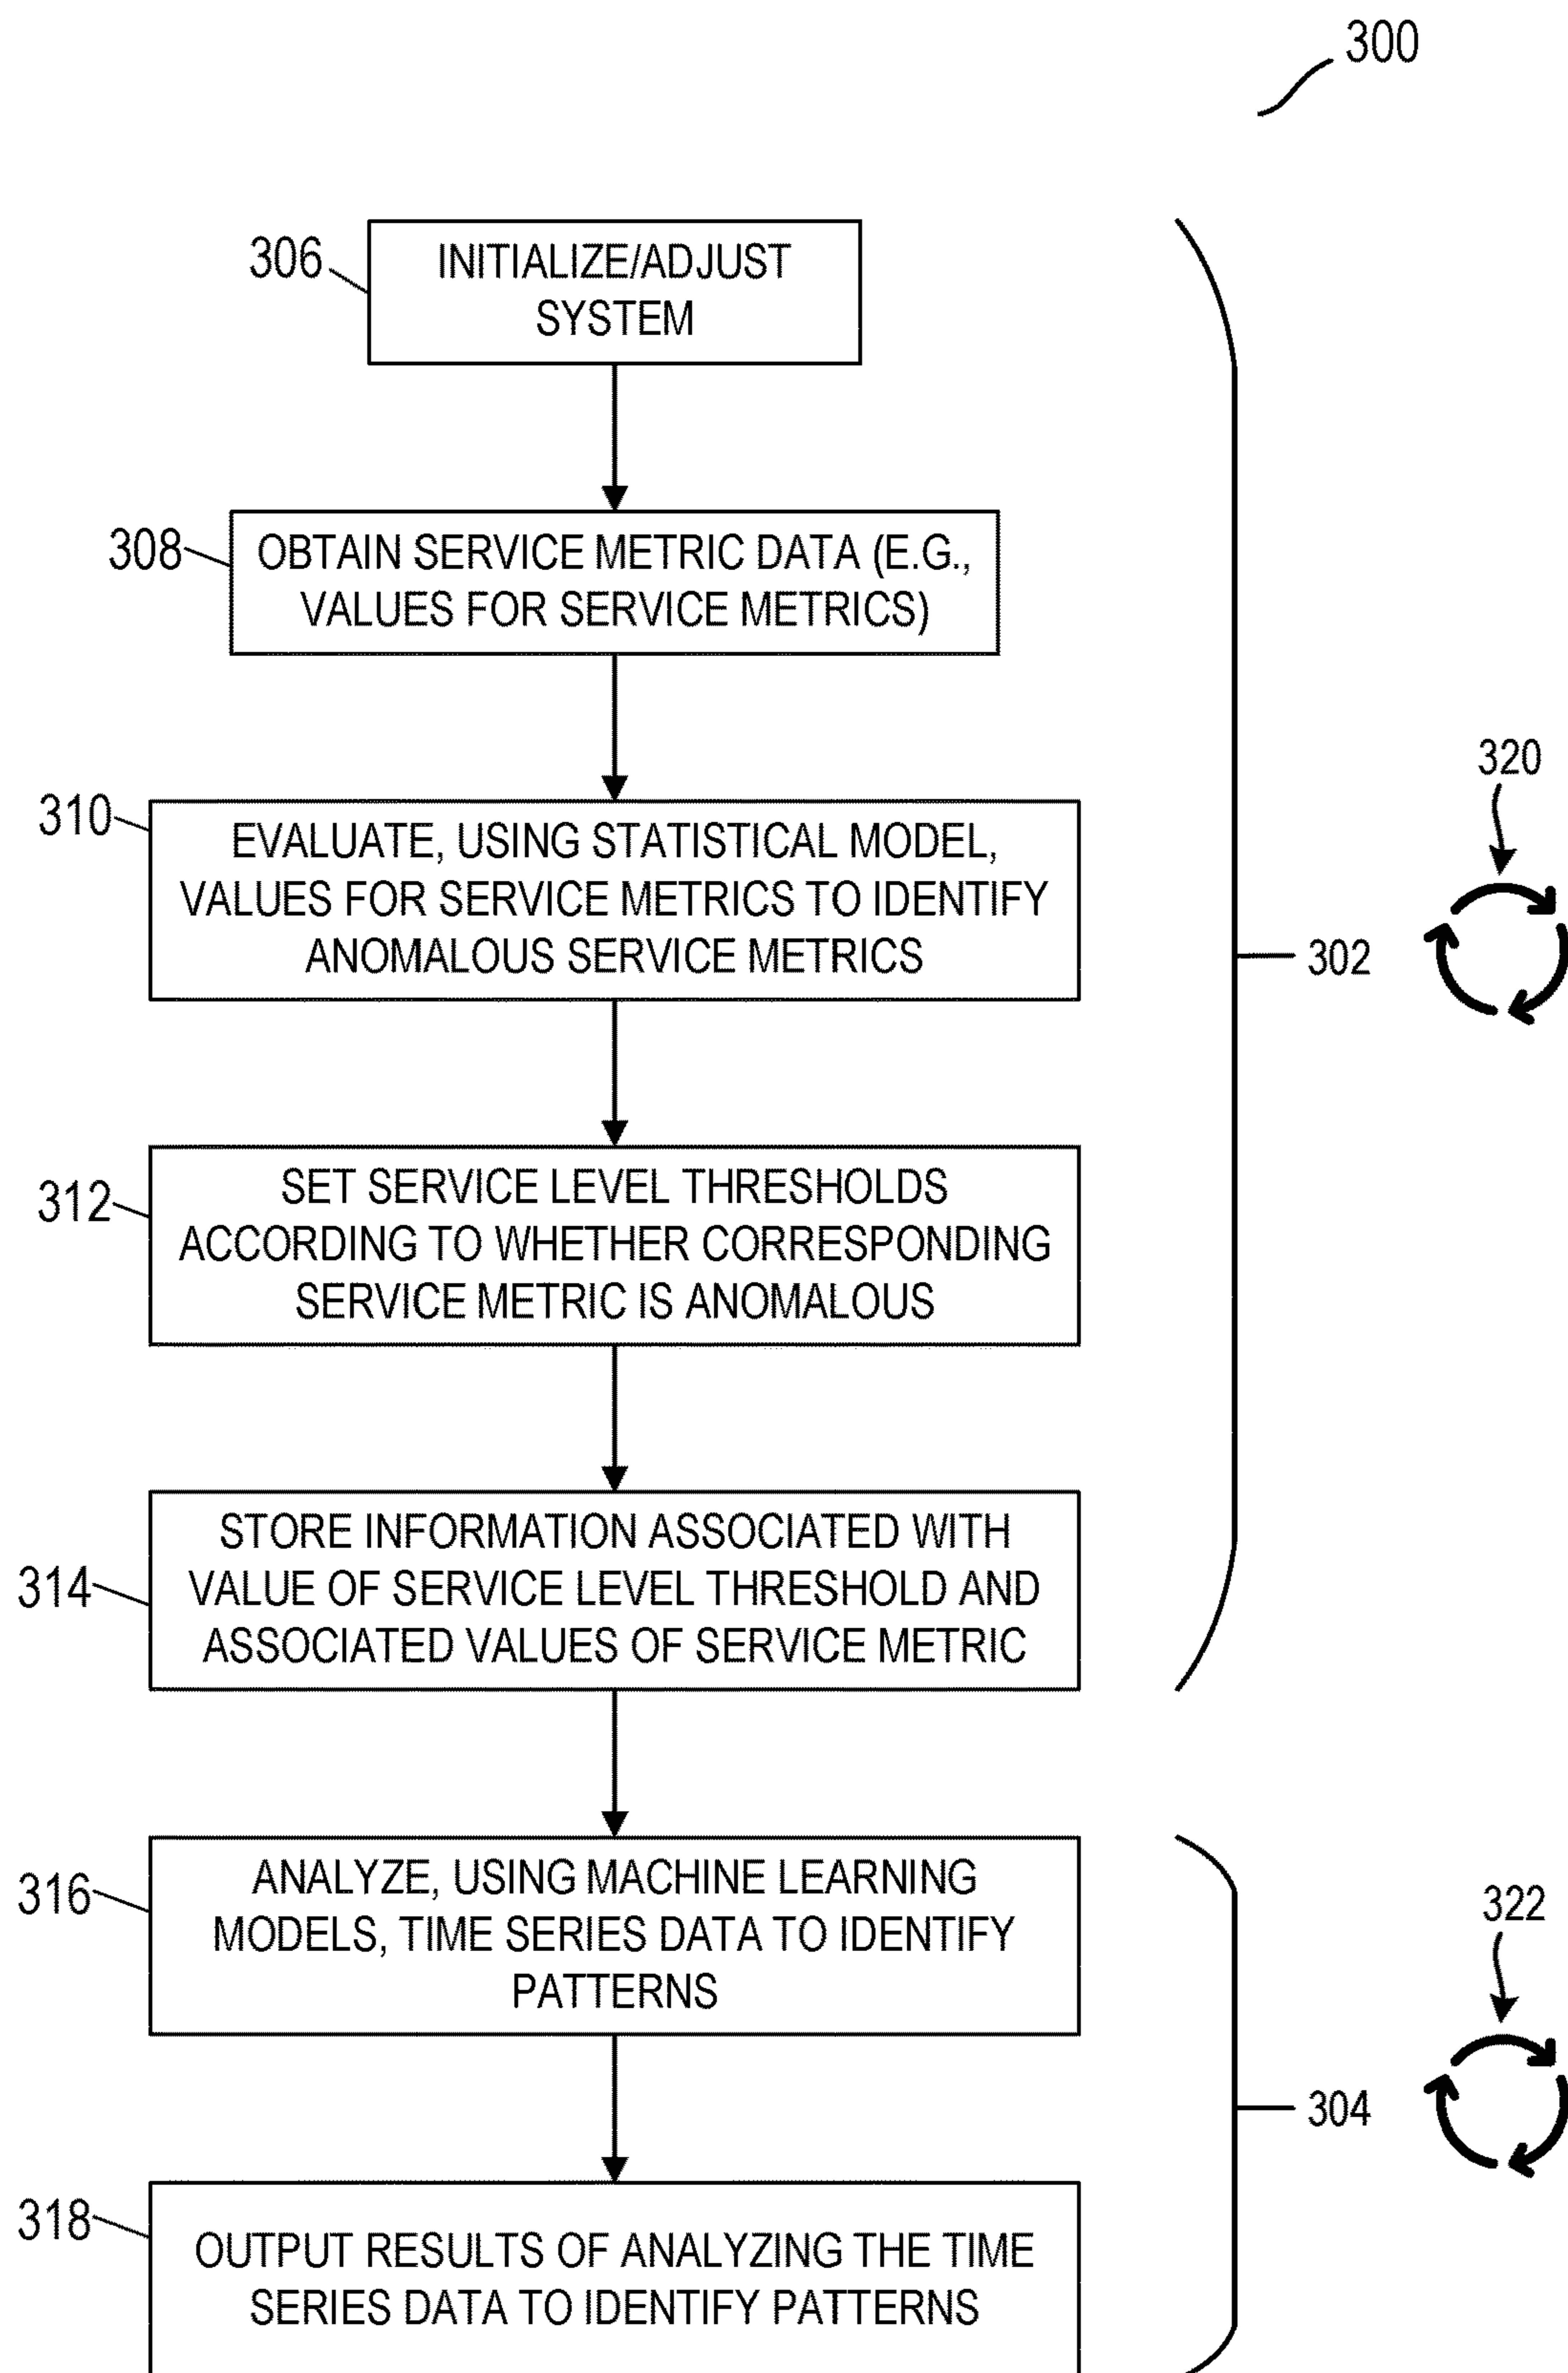 300
306
INITIALIZE/ADJUST
SYSTEM
308
OBTAIN SERVICE METRIC DATA (E.G.,
VALUES FOR SERVICE METRICS)
310
EVALUATE, USING STATISTICAL MODEL,
VALUES FOR SERVICE METRICS TO IDENTIFY
ANOMALOUS SERVICE METRICS
320
302
312
SET SERVICE LEVEL THRESHOLDS
ACCORDING TO WHETHER CORRESPONDING
SERVICE METRIC IS ANOMALOUS
314
STORE INFORMATION ASSOCIATED WITH
VALUE OF SERVICE LEVEL THRESHOLD AND
ASSOCIATED VALUES OF SERVICE METRIC
316
ANALYZE, USING MACHINE LEARNING
MODELS, TIME SERIES DATA TO IDENTIFY
PATTERNS
322
304
318
OUTPUT RESULTS OF ANALYZING THE TIME
SERIES DATA TO IDENTIFY PATTERNS